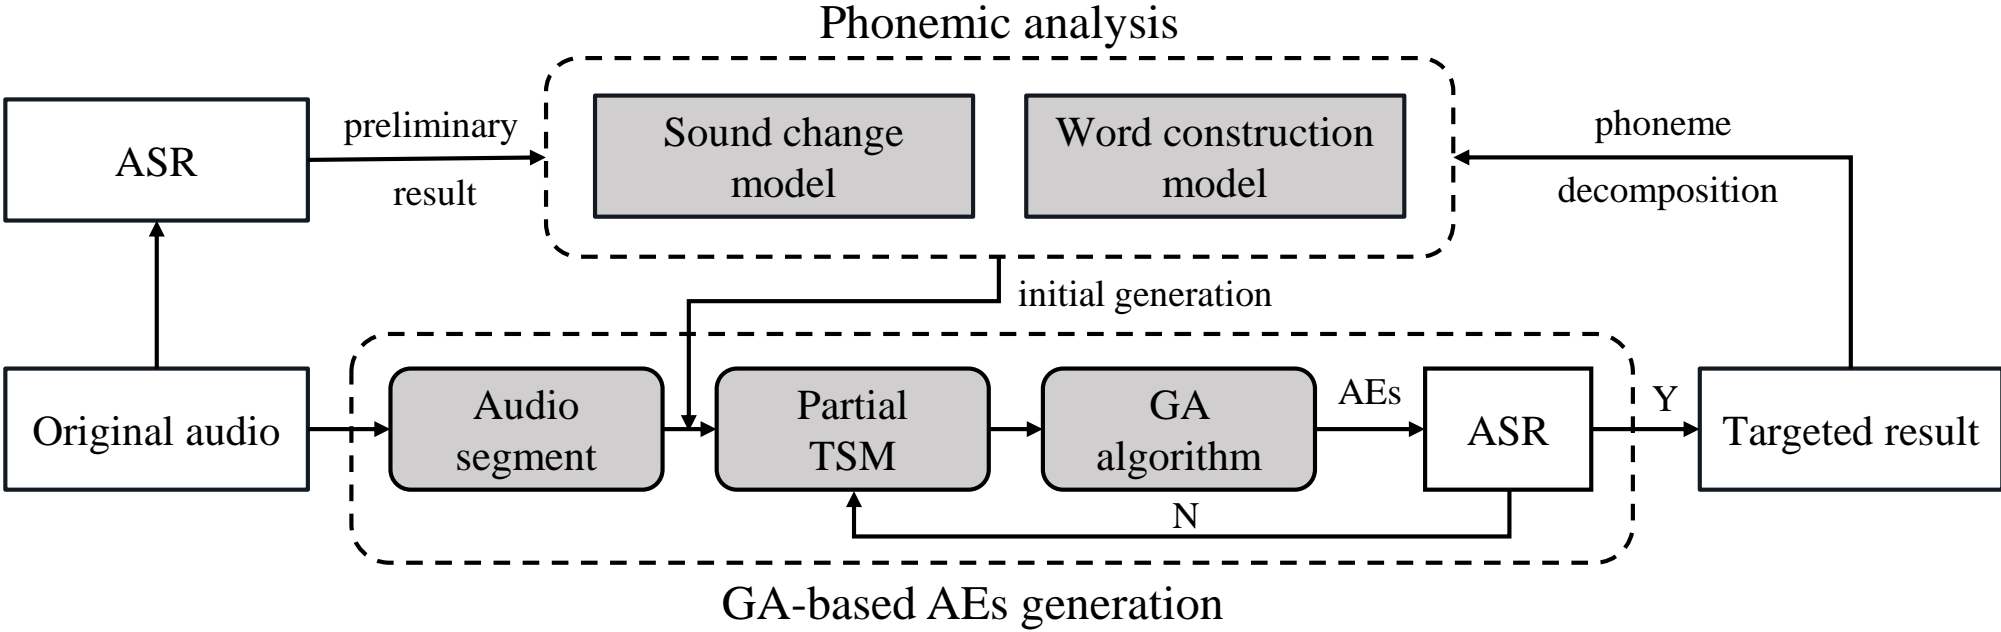 Phonemic analysis
ASR
preliminary
result
Sound change
model
Word construction
model
phoneme
decomposition
initial generation
Original audio
Audio
segment
Partial
TSM
GA
algorithm
AEs
ASR
Y
Targeted result
N
GA-based AEs generation